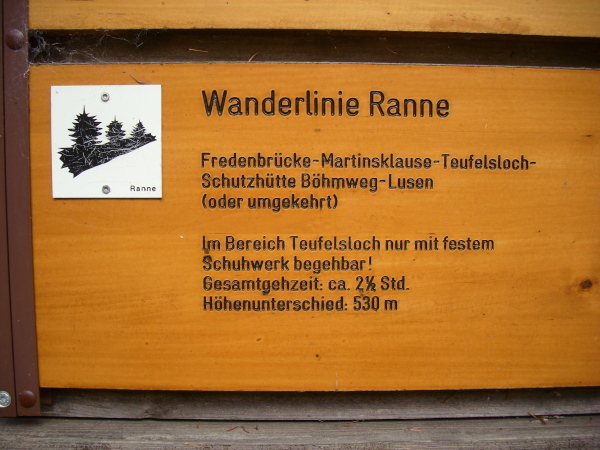 Wanderlinie Ranne
Ranne
Fredenbrücke-Martinsklause-Teufelsloch-
Schutzhütte Böhmweg-Lusen
(oder umgekehrt)
Im Bereich Teufelsloch nur mit festem
Schuhwerk begehbar!
Gesamtgehzeit: ca. 2½ Std.
Höhenunterschied: 530 m